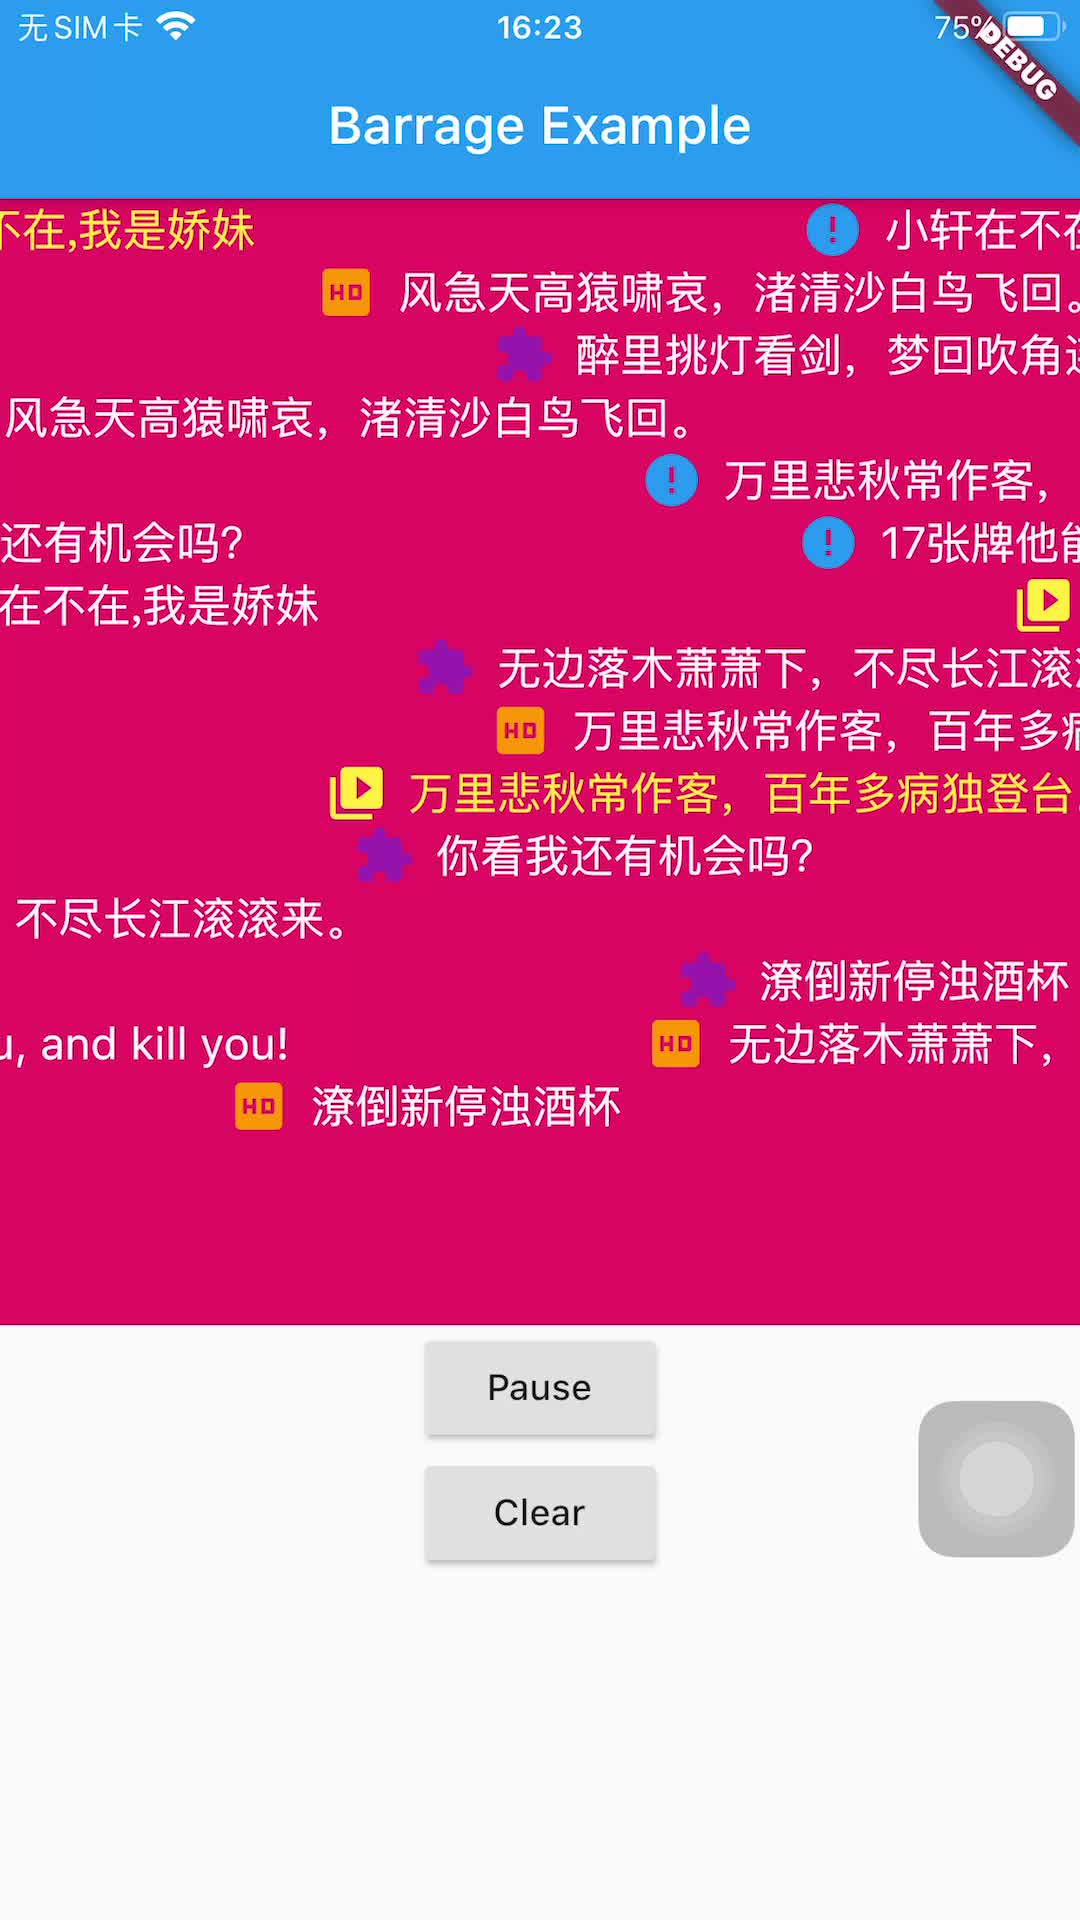 无SIM卡 16:23 75%
DEBUG
Barrage Example
不在,我是娇妹 小轩在不在
HD 风急天高猿啸哀，渚清沙白鸟飞回。
醉里挑灯看剑，梦回吹角连
风急天高猿啸哀，渚清沙白鸟飞回。
万里悲秋常作客，
还有机会吗？ 17张牌他能
在不在,我是娇妹
无边落木萧萧下，不尽长江滚滚
HD 万里悲秋常作客，百年多病
万里悲秋常作客，百年多病独登台
你看我还有机会吗？
不尽长江滚滚来。
潦倒新停浊酒杯
u, and kill you! HD 无边落木萧萧下，
HD 潦倒新停浊酒杯
Pause
Clear